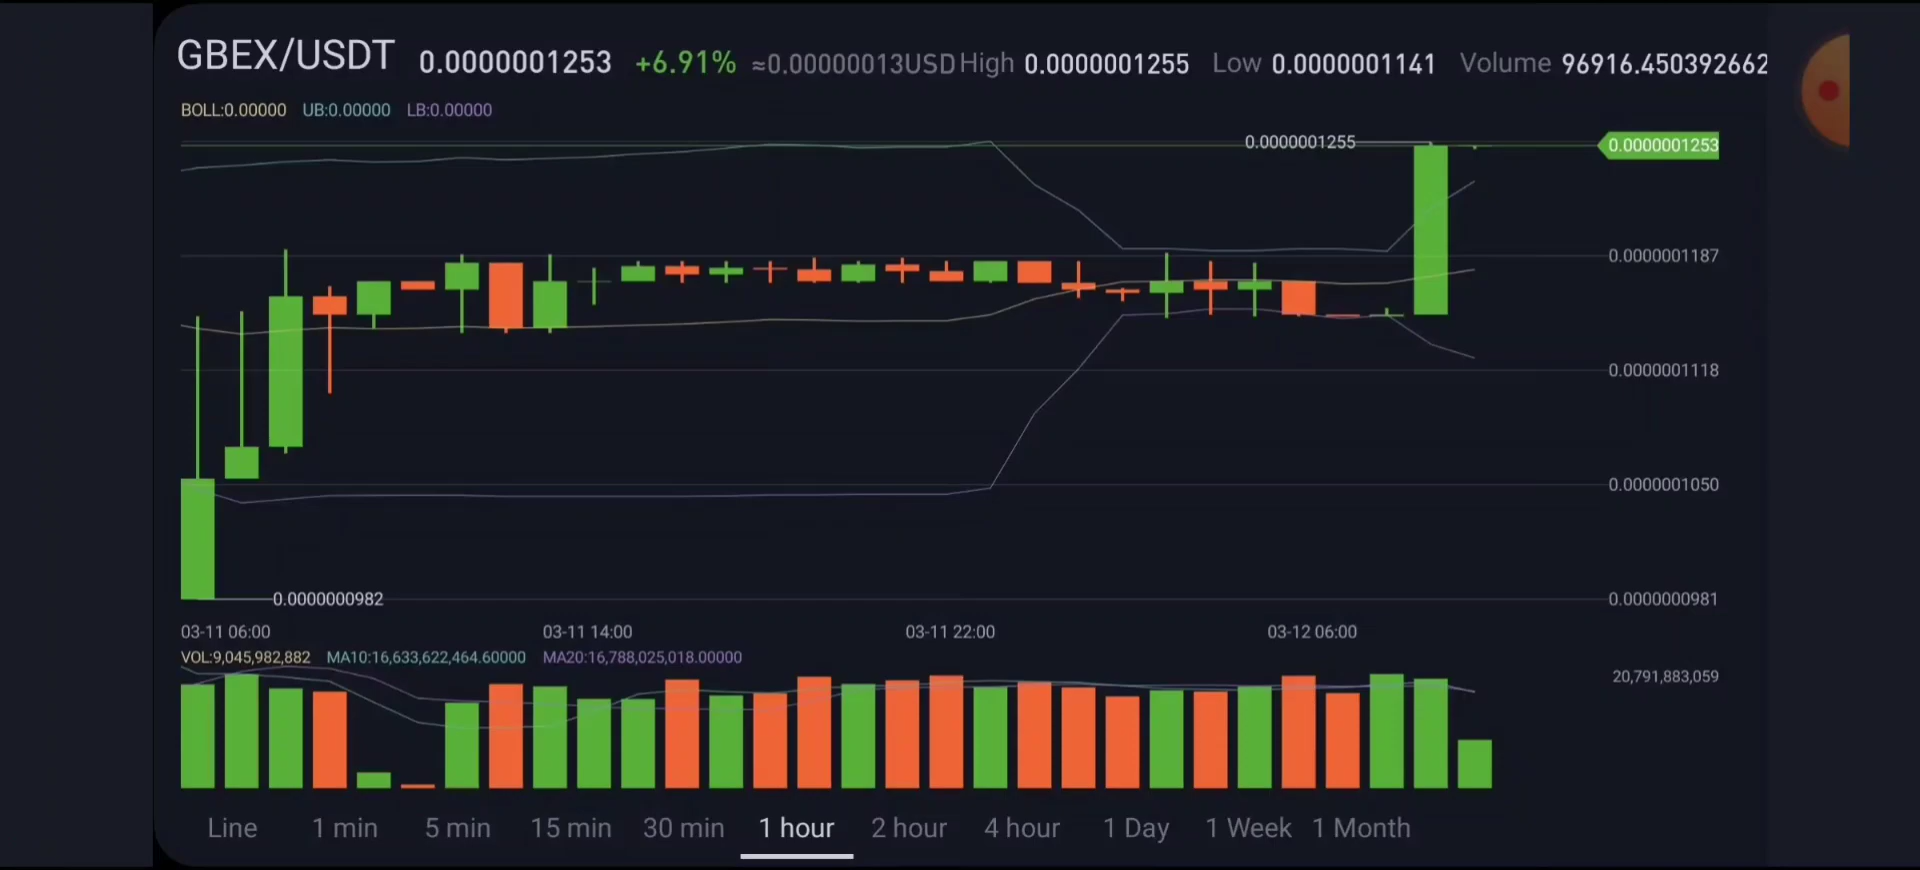 GBEX/USDT 0.0000001253 +6.91% ≈0.00000013USD High 0.0000001255 Low 0.0000001141 Volume 96916.450392662
BOLL:0.00000 UB:0.00000 LB:0.00000
0.0000001255
0.0000001253
0.0000001187
0.0000001118
0.0000001050
0.0000000982
0.0000000981
03-11 06:00 03-11 14:00 03-11 22:00 03-12 06:00
VOL:9,045,982,882 MA10:16,633,622,464.60000 MA20:16,788,025,018.00000
20,791,883,059
Line 1 min 5 min 15 min 30 min 1 hour 2 hour 4 hour 1 Day 1 Week 1 Month